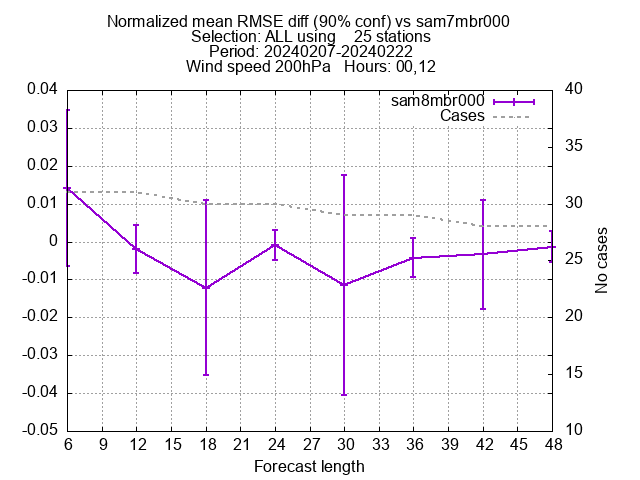 Normalized mean RMSE diff (90% conf) vs sam7mbr000
Selection: ALL using    25 stations
Period: 20240207-20240222
Wind speed 200hPa   Hours: 00,12
sam8mbr000
Cases
0.04
0.03
0.02
0.01
0
-0.01
-0.02
-0.03
-0.04
-0.05
40
35
30
25
20
15
10
No cases
6 9 12 15 18 21 24 27 30 33 36 39 42 45 48
Forecast length